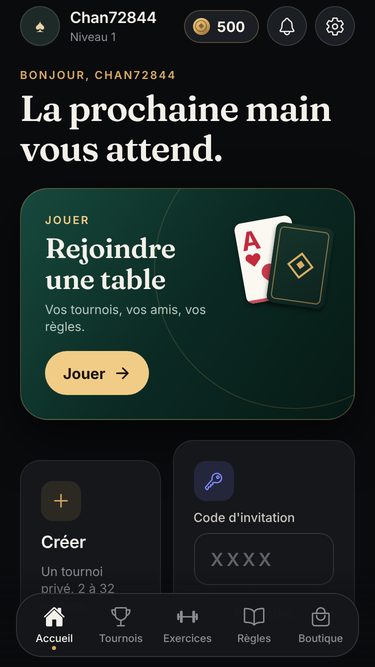 Chan72844
Niveau 1
500
BONJOUR, CHAN72844
La prochaine main
vous attend.
JOUER
Rejoindre
une table
Vos tournois, vos amis, vos
règles.
Jouer →
A
Créer
Un tournoi
privé, 2 à 32
Code d'invitation
XXXX
Accueil
Tournois
Exercices
Règles
Boutique